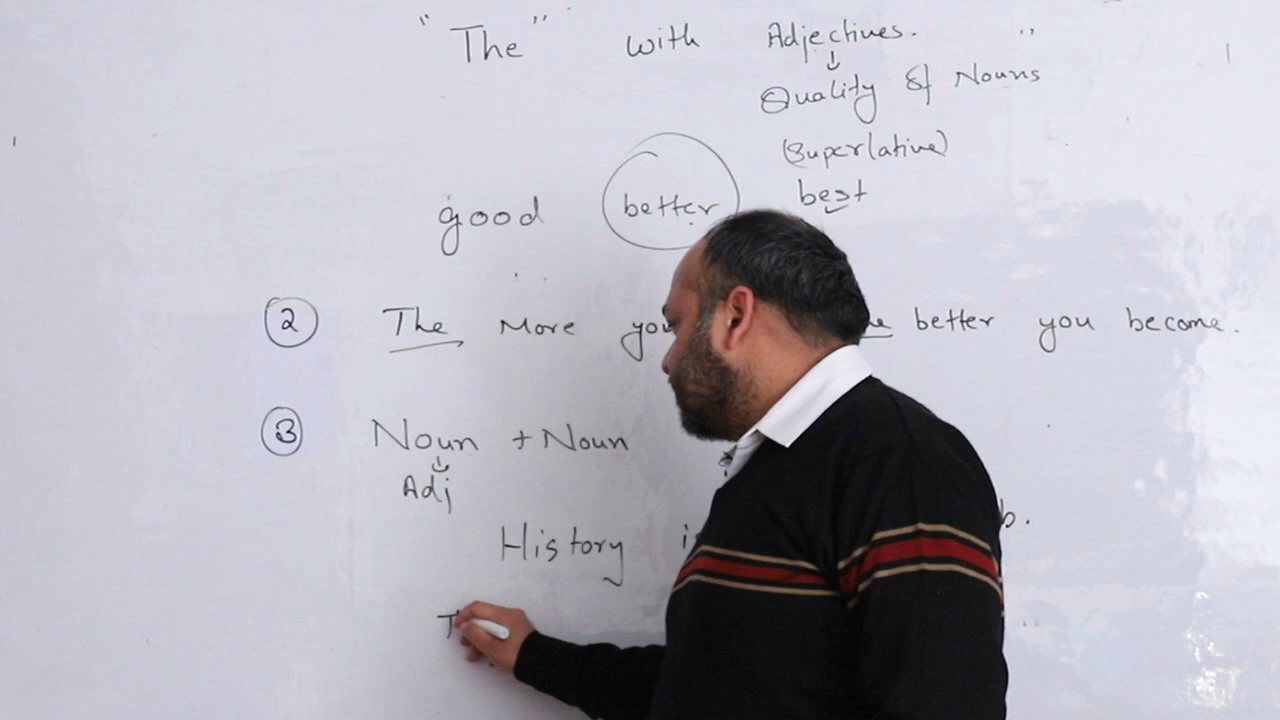 "The" with Adjectives. "
Quality of Nouns
(Superlative)
good better best
2 The More you better you become.
3 Noun + Noun
Adj
History
T